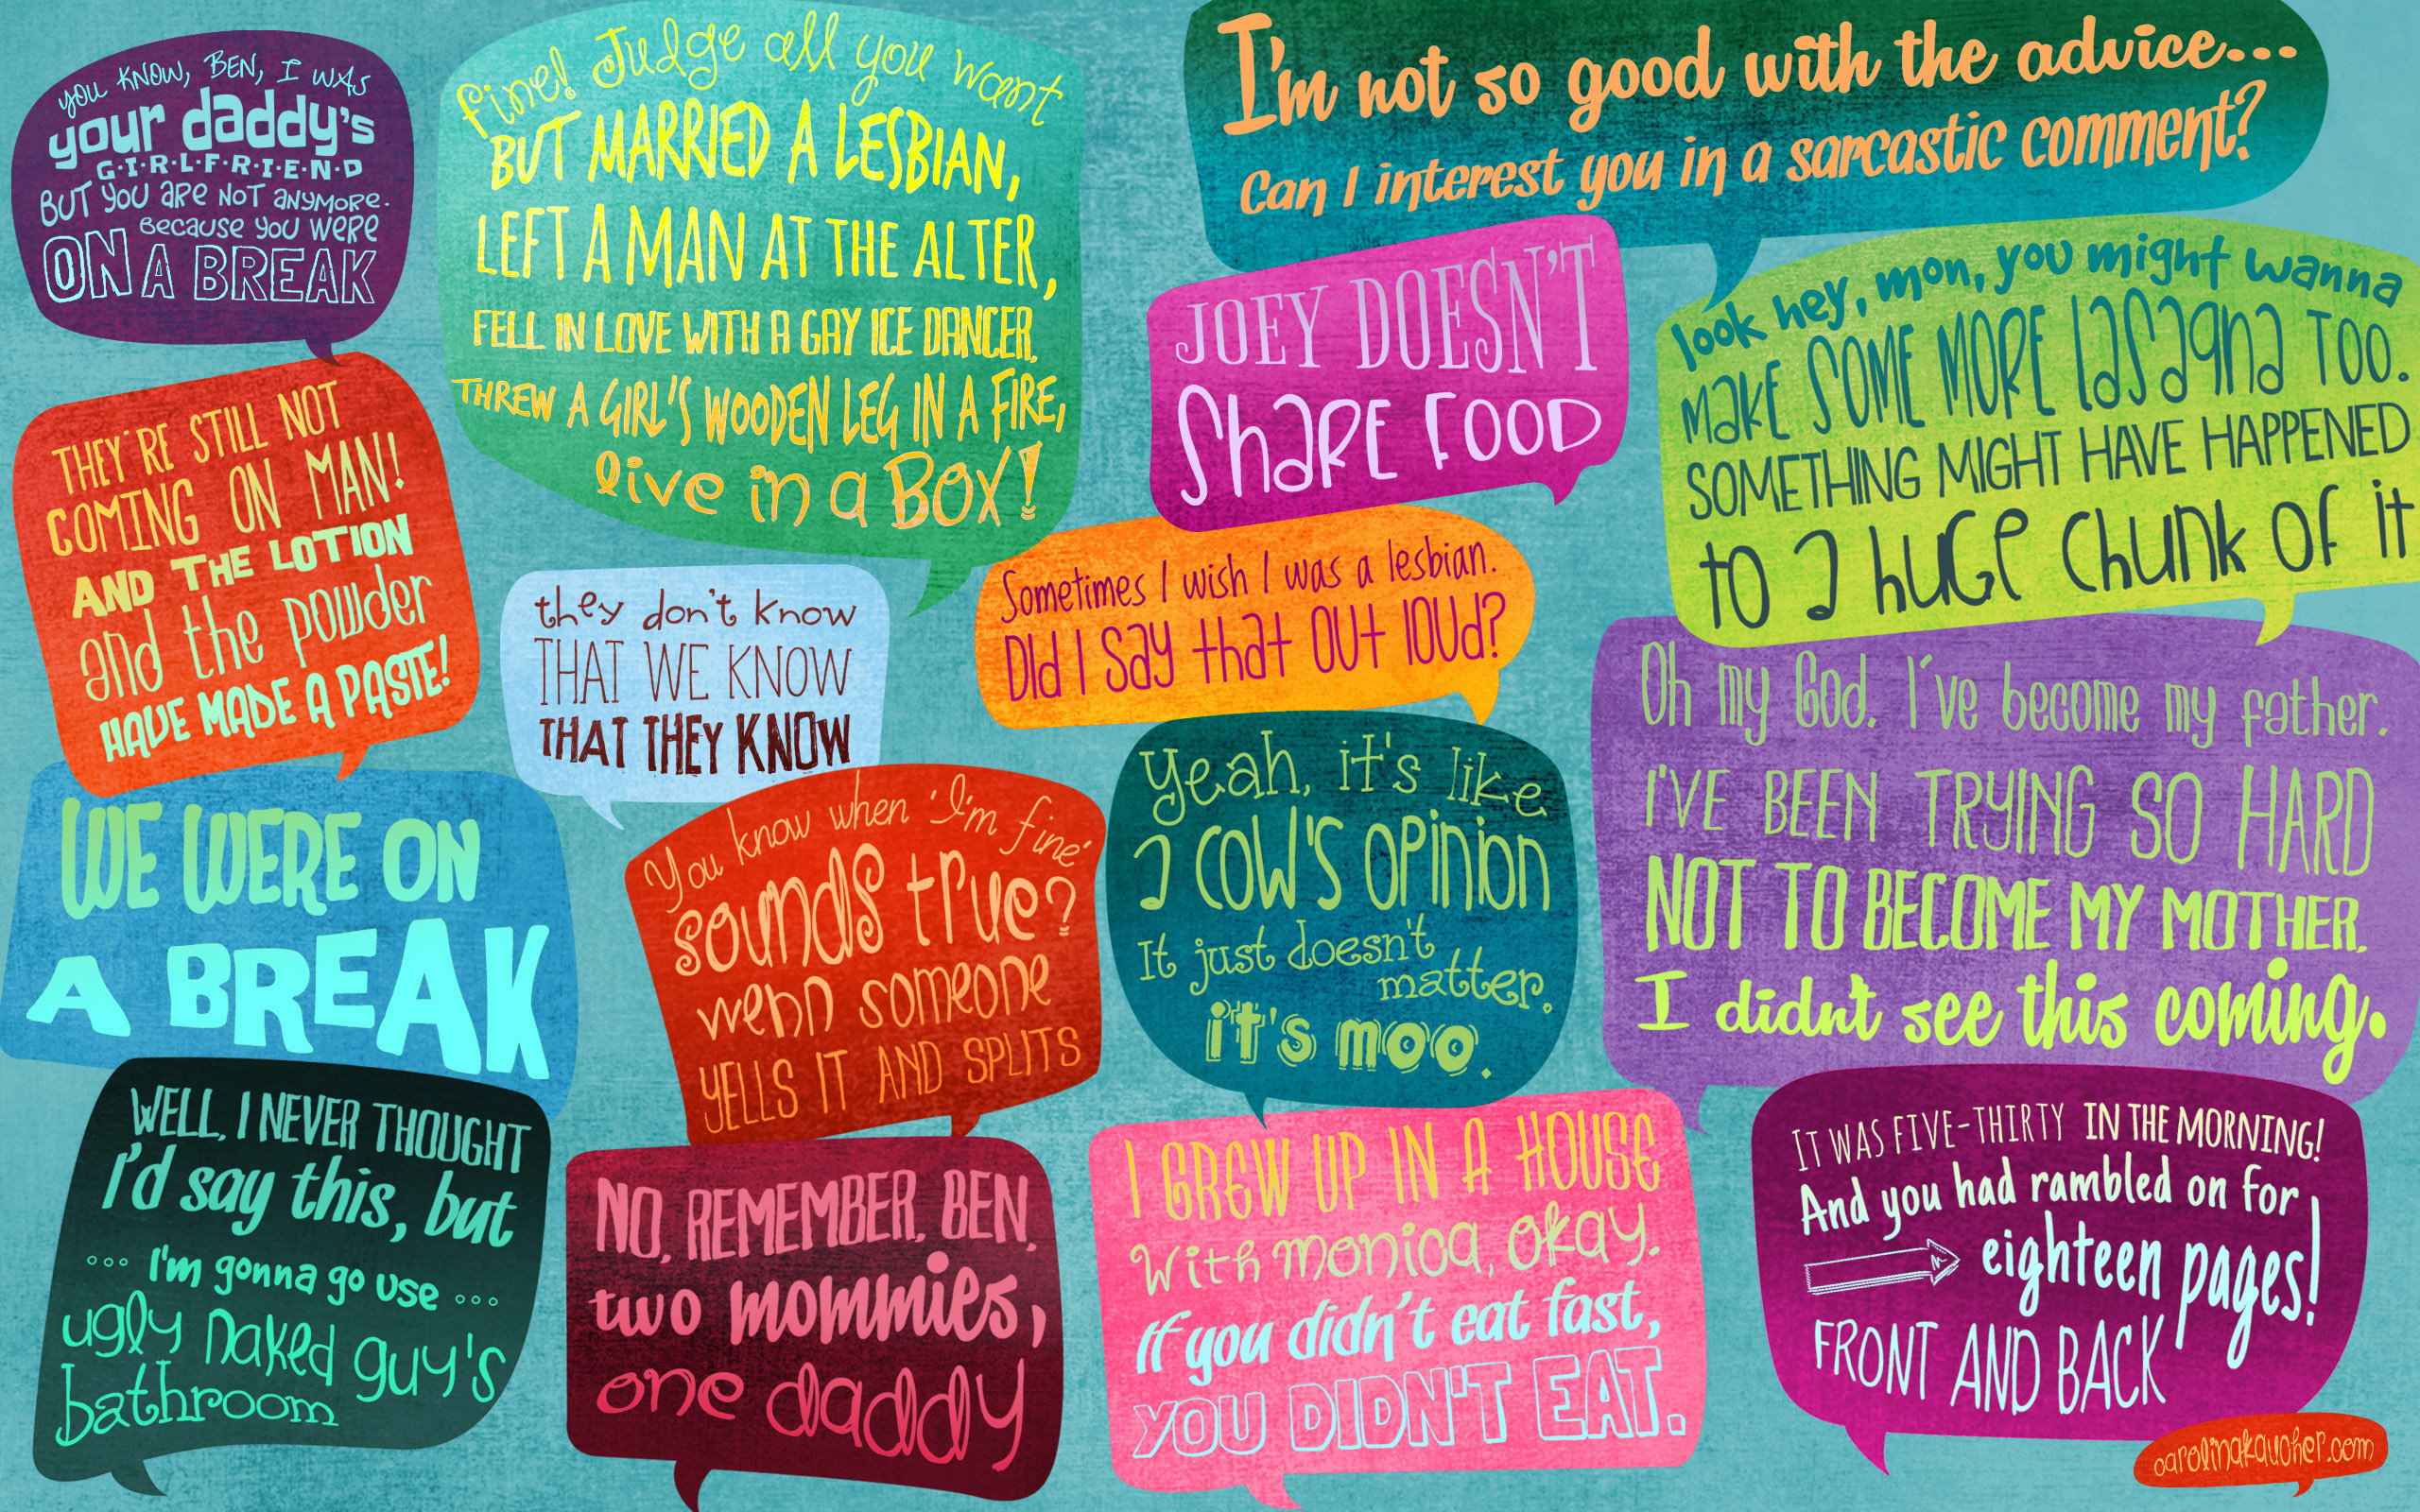 YOU KNOW, BEN, I WAS
your daddy's
G·I·R·L·F·R·I·E·N·D
BUT YOU ARE NOT ANYMORE.
BECAUSE YOU WERE
ON A BREAK
fine! Judge all you want
BUT MARRIED A LESBIAN,
LEFT A MAN AT THE ALTER,
FELL IN LOVE WITH A GAY ICE DANCER,
THREW A GIRL'S WOODEN LEG IN A FIRE,
live in a BOX!
I'm not so good with the advice...
Can I interest you in a sarcastic comment?
JOEY DOESN'T
SHARE FOOD
look hey, mon, you might wanna
MAKE SOME MORE LASAGNA TOO.
SOMETHING MIGHT HAVE HAPPENED
to a huge chunk of it
THEY'RE STILL NOT
COMING ON MAN!
AND THE LOTION
and the powder
HAVE MADE A PASTE!
they don't know
THAT WE KNOW
THAT THEY KNOW
Sometimes I wish I was a lesbian.
Did I say that out loud?
Oh my God. I've become my father.
I'VE BEEN TRYING SO HARD
NOT TO BECOME MY MOTHER.
I didn't see this coming.
WE WERE ON
A BREAK
You know when 'I'm fine'
sounds true?
wehn someone
YELLS IT AND SPLITS
Yeah, it's like
a cow's opinion
It just doesn't
matter.
it's moo.
WELL, I NEVER THOUGHT
I'd say this, but
... I'm gonna go use ...
ugly naked guy's
bathroom
NO, REMEMBER, BEN,
two mommies,
one daddy
I GREW UP IN A HOUSE
With monica, okay.
If you didn't eat fast,
YOU DIDN'T EAT.
IT WAS FIVE-THIRTY IN THE MORNING!
And you had rambled on for
eighteen pages!
FRONT AND BACK
carolinakaucher.com